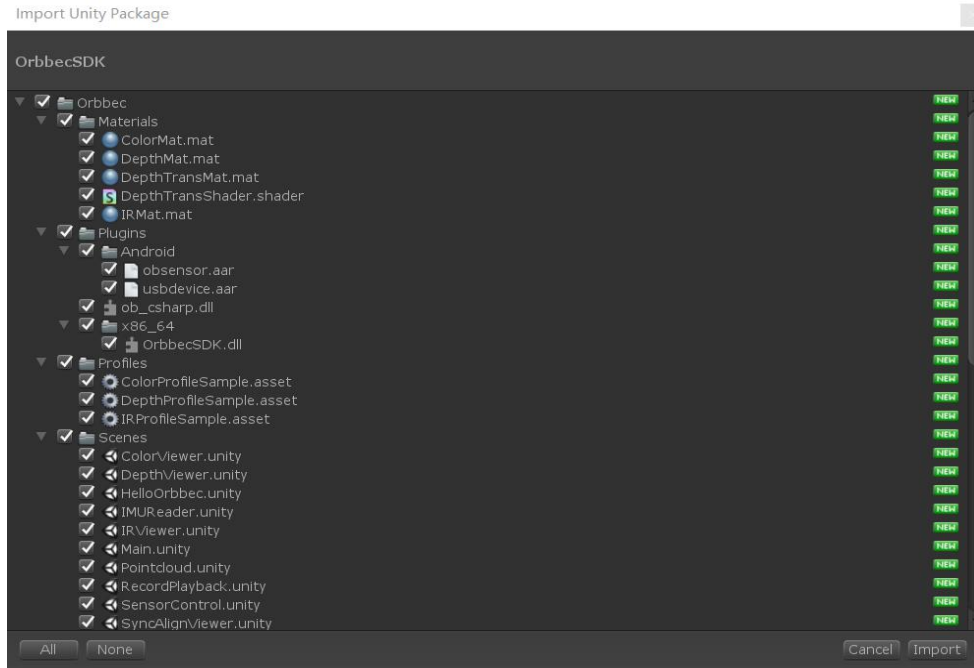 Import Unity Package
OrbbecSDK
Orbbec NEW
Materials NEW
ColorMat.mat NEW
DepthMat.mat NEW
DepthTransMat.mat NEW
S DepthTransShader.shader NEW
IRMat.mat NEW
Plugins NEW
Android NEW
obsensor.aar NEW
usbdevice.aar NEW
ob_csharp.dll NEW
x86_64 NEW
OrbbecSDK.dll NEW
Profiles NEW
ColorProfileSample.asset NEW
DepthProfileSample.asset NEW
IRProfileSample.asset NEW
Scenes NEW
ColorViewer.unity NEW
DepthViewer.unity NEW
HelloOrbbec.unity NEW
IMUReader.unity NEW
IRViewer.unity NEW
Main.unity NEW
Pointcloud.unity NEW
RecordPlayback.unity NEW
SensorControl.unity NEW
SyncAlignViewer.unity NEW
All None Cancel Import